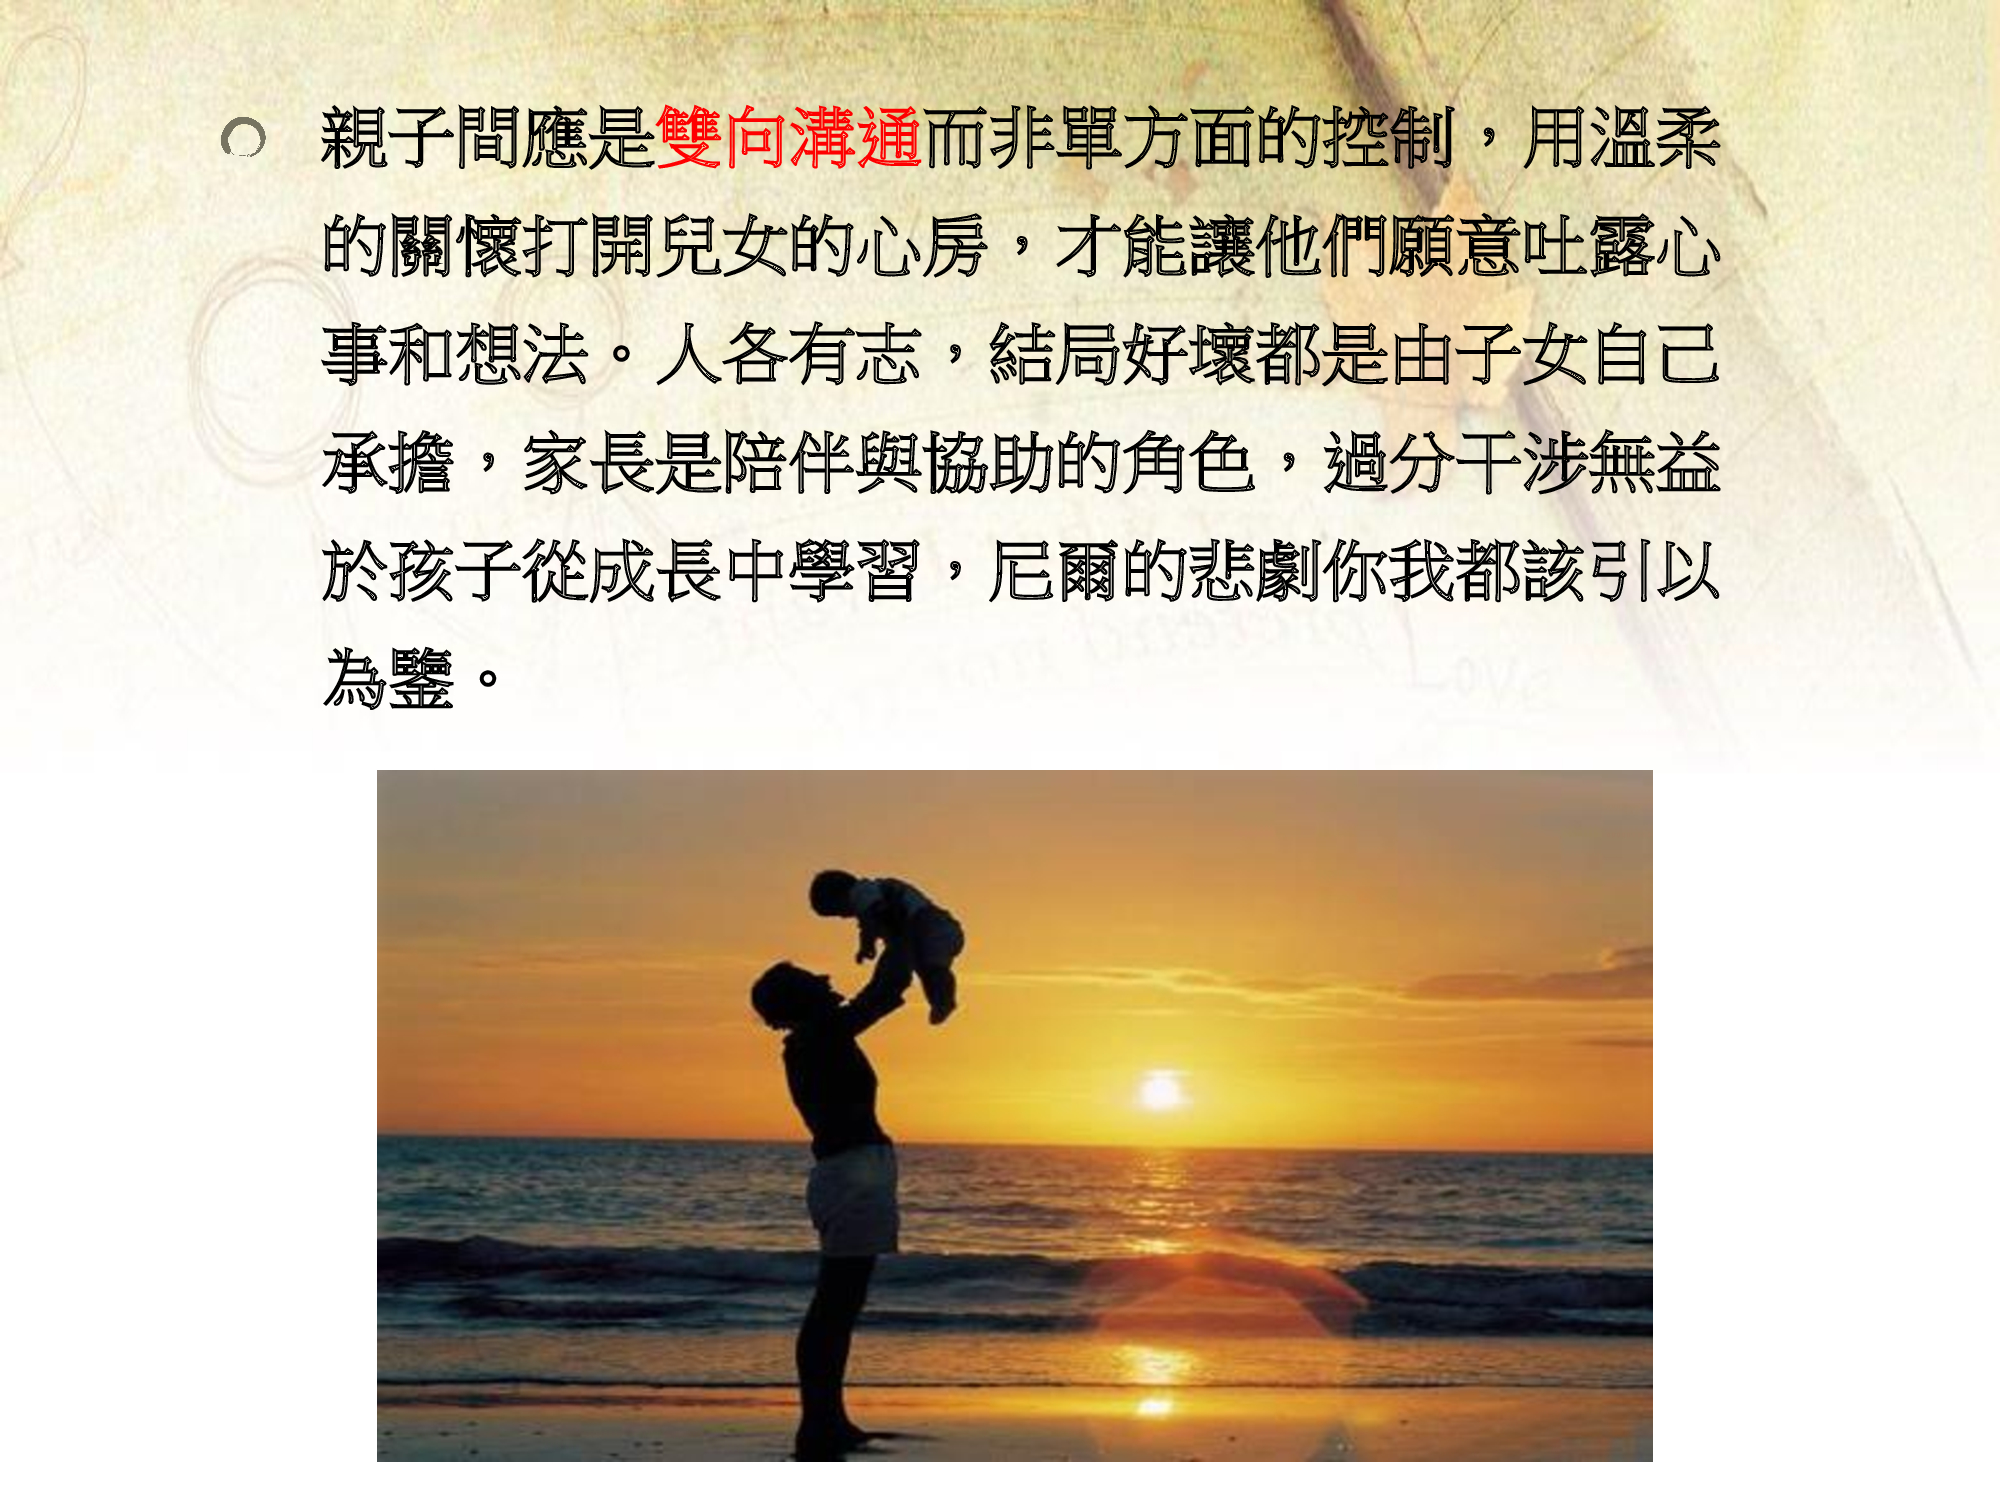 親子間應是雙向溝通而非單方面的控制，用溫柔
的關懷打開兒女的心房，才能讓他們願意吐露心
事和想法。人各有志，結局好壞都是由子女自己
承擔，家長是陪伴與協助的角色，過分干涉無益
於孩子從成長中學習，尼爾的悲劇你我都該引以
為鑒。
Love